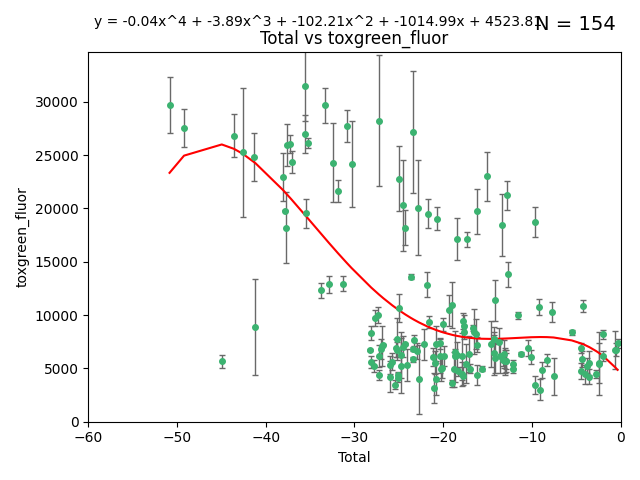 y = -0.04x^4 + -3.89x^3 + -102.21x^2 + -1014.99x + 4523.81
N = 154
Total vs toxgreen_fluor
toxgreen_fluor
30000
25000
20000
15000
10000
5000
0
−60
−50
−40
−30
−20
−10
0
Total